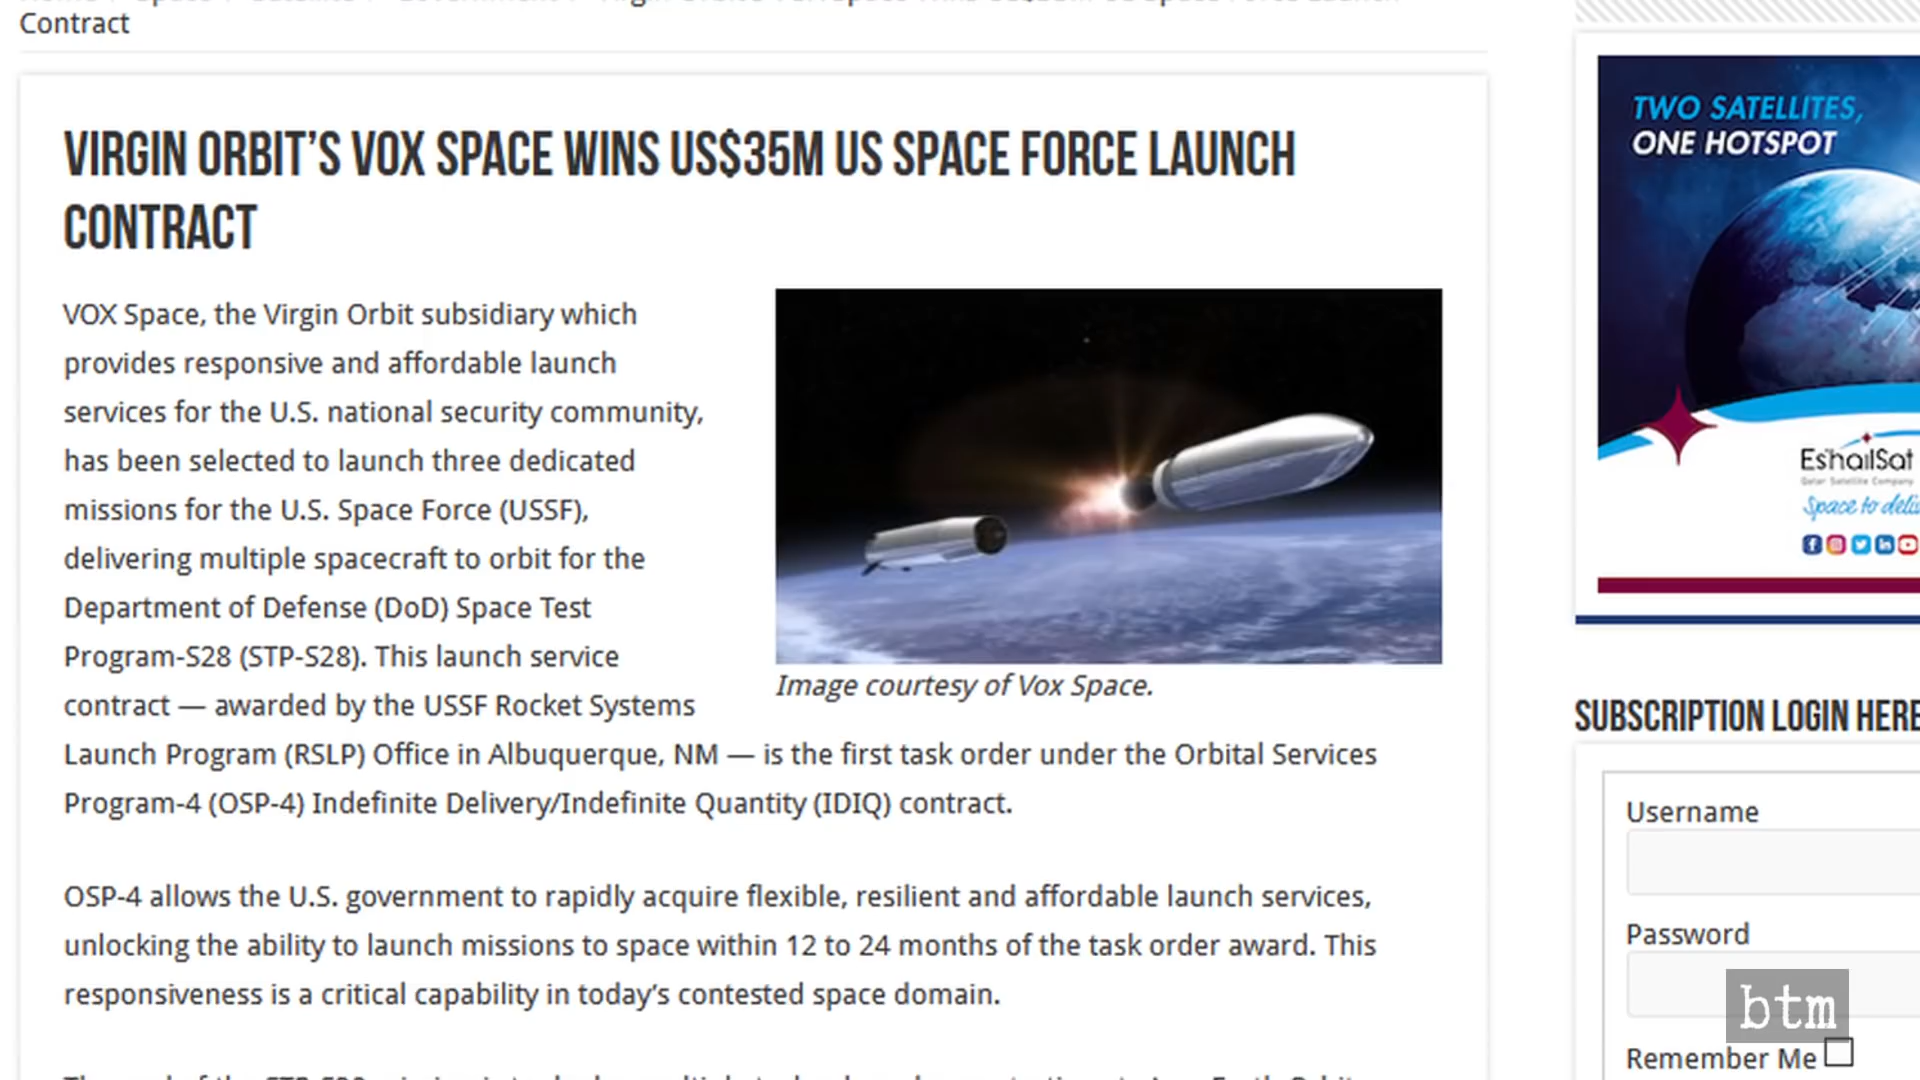 Contract
VIRGIN ORBIT’S VOX SPACE WINS US$35M US SPACE FORCE LAUNCH
CONTRACT
VOX Space, the Virgin Orbit subsidiary which
provides responsive and affordable launch
services for the U.S. national security community,
has been selected to launch three dedicated
missions for the U.S. Space Force (USSF),
delivering multiple spacecraft to orbit for the
Department of Defense (DoD) Space Test
Program-S28 (STP-S28). This launch service
contract — awarded by the USSF Rocket Systems
Launch Program (RSLP) Office in Albuquerque, NM — is the first task order under the Orbital Services
Program-4 (OSP-4) Indefinite Delivery/Indefinite Quantity (IDIQ) contract.
Image courtesy of Vox Space.
OSP-4 allows the U.S. government to rapidly acquire flexible, resilient and affordable launch services,
unlocking the ability to launch missions to space within 12 to 24 months of the task order award. This
responsiveness is a critical capability in today’s contested space domain.
TWO SATELLITES,
ONE HOTSPOT
Es'hailSat
Qatar Satellite Company
Space to
SUBSCRIPTION LOGIN HERE
Username
Password
btm
Remember Me